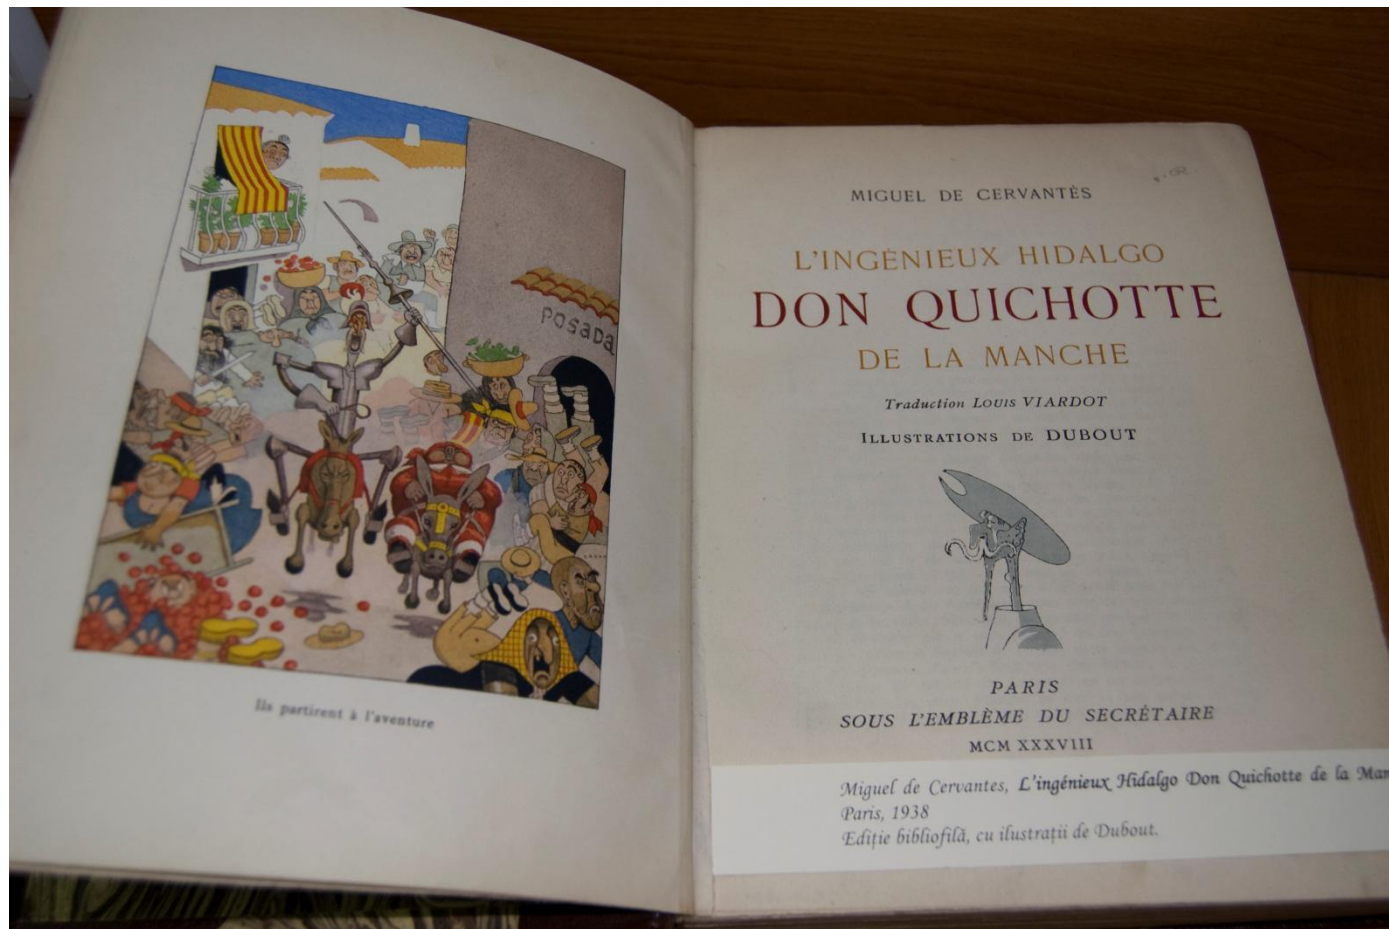 POSADA
Ils partirent à l'aventure
MIGUEL DE CERVANTÈS
L'INGÉNIEUX HIDALGO
DON QUICHOTTE
DE LA MANCHE
Traduction LOUIS VIARDOT
ILLUSTRATIONS DE DUBOUT
PARIS
SOUS L'EMBLÈME DU SECRÉTAIRE
MCM XXXVIII
Miguel de Cervantes, L'ingénieux Hidalgo Don Quichotte de la
Paris, 1938
Ediție bibliofilă, cu ilustrații de Dubout.